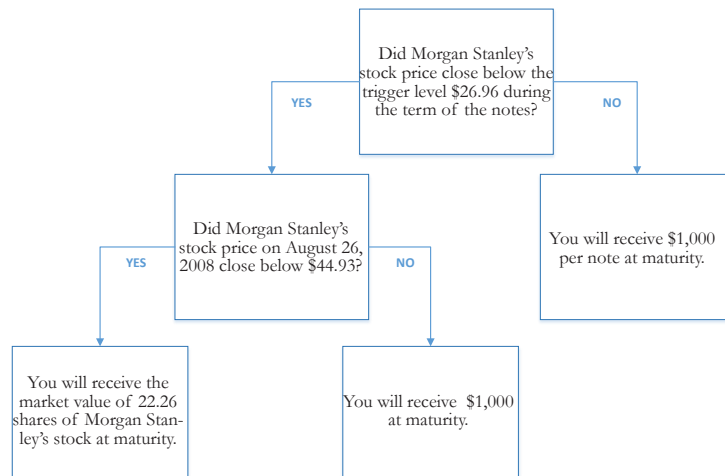 Did Morgan Stanley's
stock price close below the
trigger level $26.96 during
the term of the notes?
YES
NO
Did Morgan Stanley's
stock price on August 26,
2008 close below $44.93?
You will receive $1,000
per note at maturity.
YES
NO
You will receive the
market value of 22.26
shares of Morgan Stan-
ley's stock at maturity.
You will receive $1,000
at maturity.